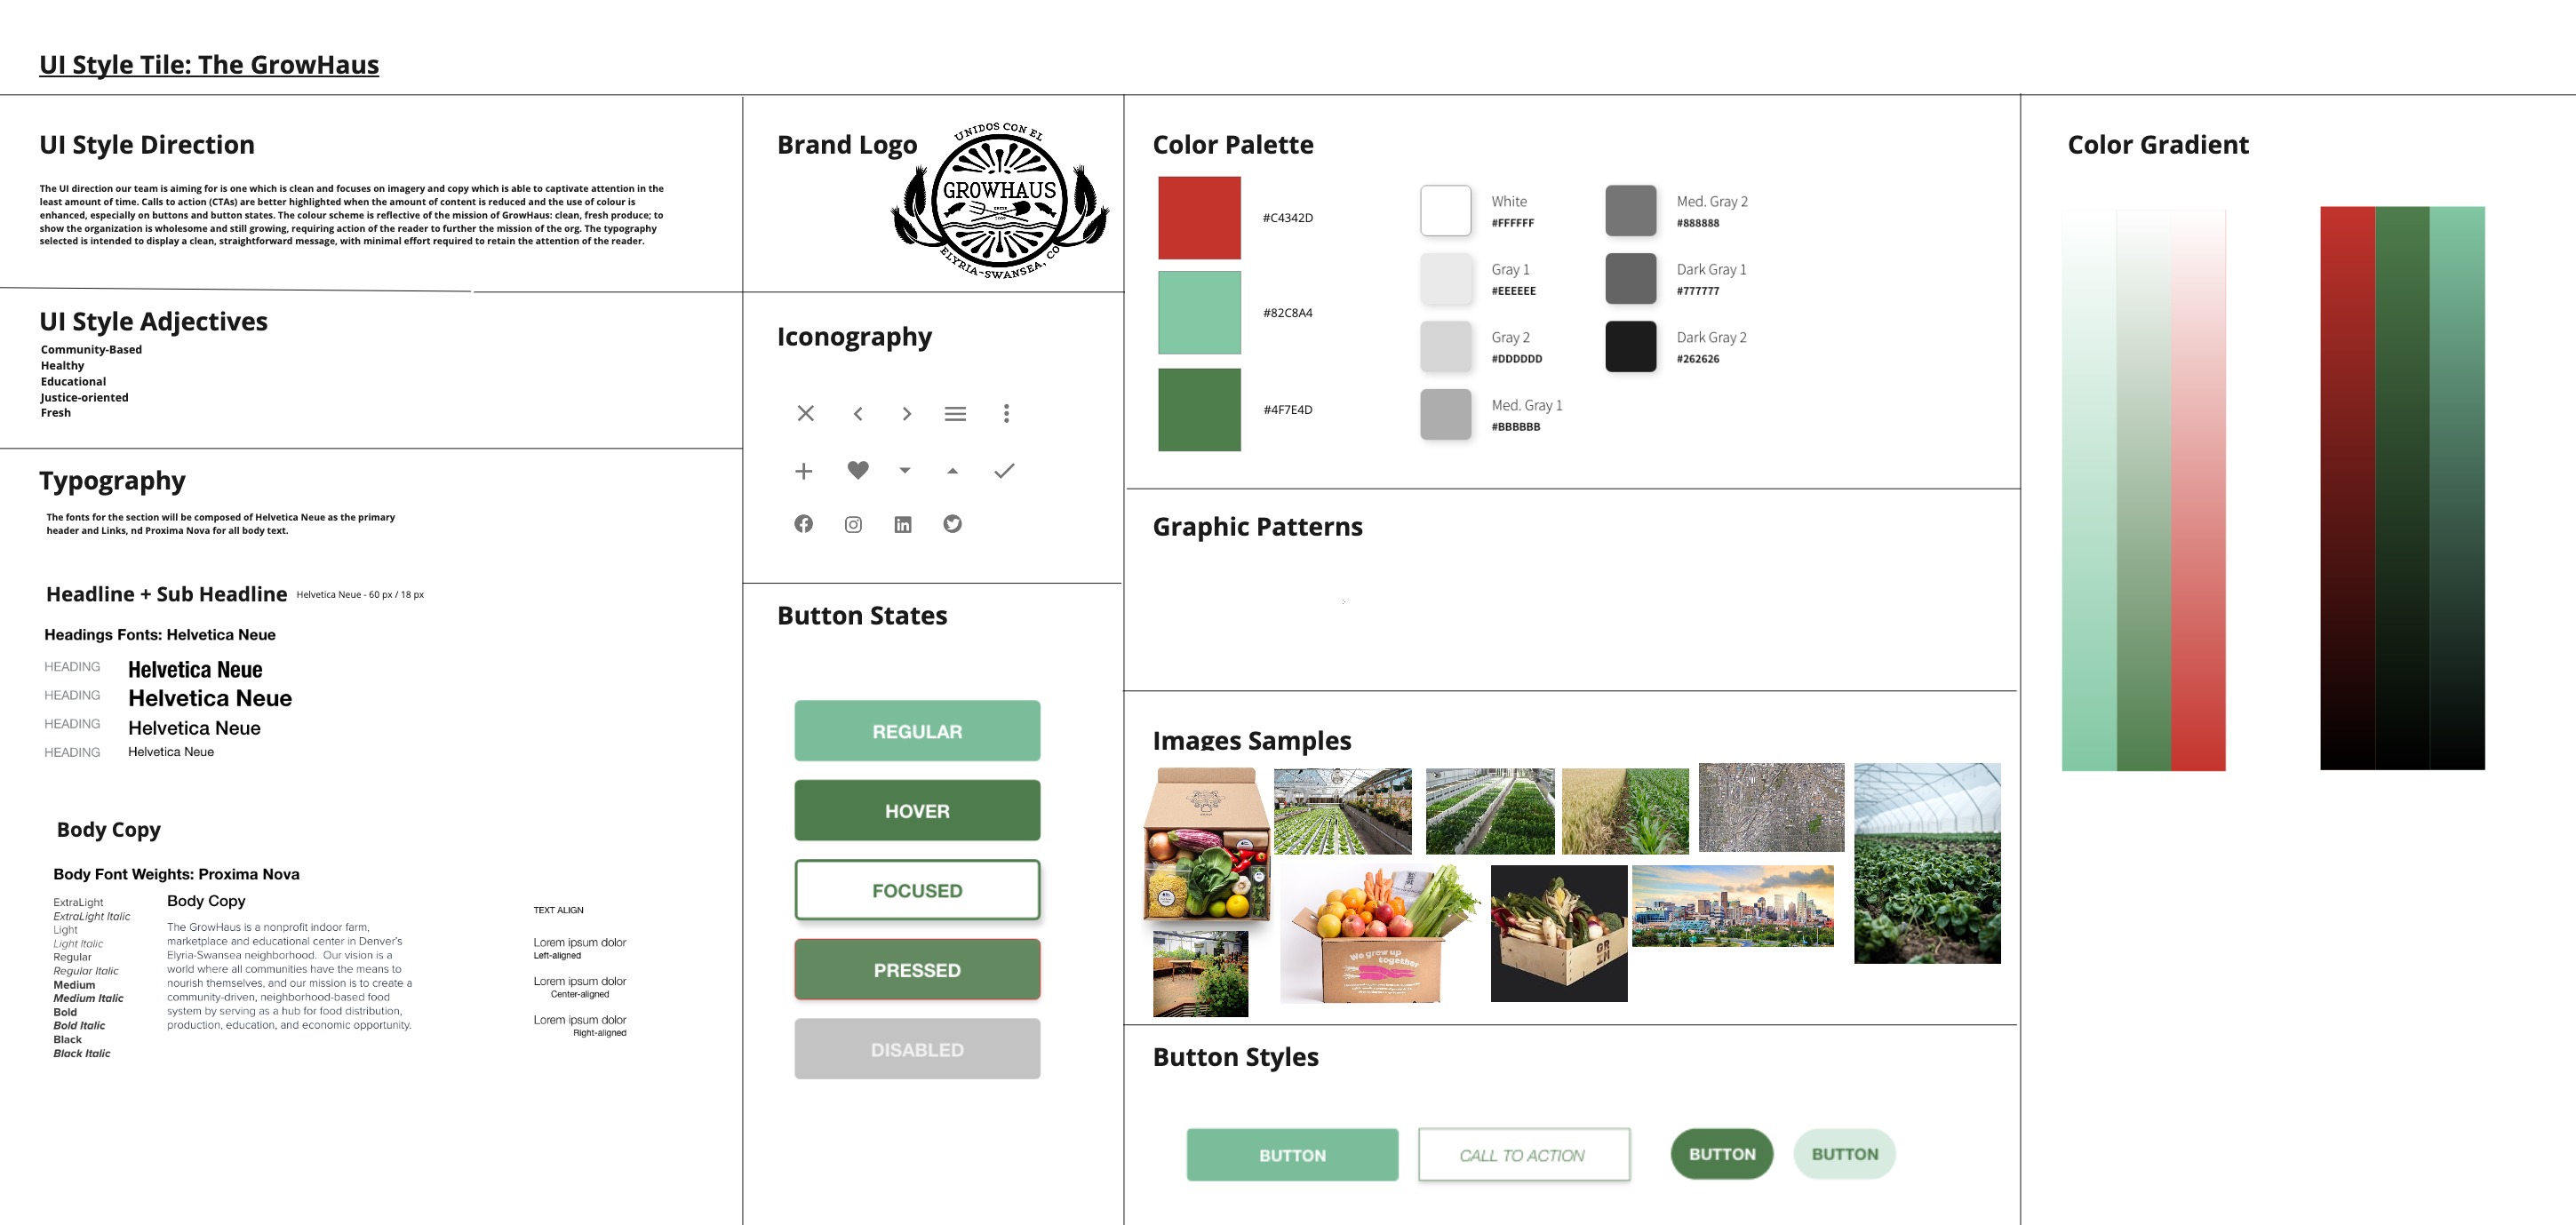 UI Style Tile: The GrowHaus
UI Style Direction
The UI direction our team is aiming for is one which is clean and focuses on imagery and copy which is able to captivate attention in the
least amount of time. Calls to action (CTAs) are better highlighted when the amount of content is reduced and the use of colour is
enhanced, especially on buttons and button states. The colour scheme is reflective of the mission of GrowHaus: clean, fresh produce; to
show the organization is wholesome and still growing, requiring action of the reader to further the mission of the org. The typography
selected is intended to display a clean, straightforward message, with minimal effort required to retain the attention of the reader.
UI Style Adjectives
Community-Based
Healthy
Educational
Justice-oriented
Fresh
Typography
The fonts for the section will be composed of Helvetica Neue as the primary
header and Links, nd Proxima Nova for all body text.
Headline + Sub Headline Helvetica Neue - 60 px / 18 px
Headings Fonts: Helvetica Neue
HEADING Helvetica Neue
HEADING Helvetica Neue
HEADING Helvetica Neue
HEADING Helvetica Neue
Body Copy
Body Font Weights: Proxima Nova
ExtraLight
ExtraLight Italic
Light
Light Italic
Regular
Regular Italic
Medium
Medium Italic
Bold
Bold Italic
Black
Black Italic
Body Copy
The GrowHaus is a nonprofit indoor farm,
marketplace and educational center in Denver's
Elyria-Swansea neighborhood. Our vision is a
world where all communities have the means to
nourish themselves, and our mission is to create a
community-driven, neighborhood-based food
system by serving as a hub for food distribution,
production, education, and economic opportunity.
TEXT ALIGN
Lorem ipsum dolor
Left-aligned
Lorem ipsum dolor
Center-aligned
Lorem ipsum dolor
Right-aligned
Brand Logo
UNIDOS CON EL
GROWHAUS
ELYRIA-SWANSEA, CO
Iconography
Button States
REGULAR
HOVER
FOCUSED
PRESSED
DISABLED
Color Palette
#C4342D
#82C8A4
#4F7E4D
White
#FFFFFF
Gray 1
#EEEEEE
Gray 2
#DDDDDD
Med. Gray 1
#BBBBBB
Med. Gray 2
#888888
Dark Gray 1
#777777
Dark Gray 2
#262626
Graphic Patterns
Images Samples
We grew up
together
GR
Button Styles
BUTTON
CALL TO ACTION
BUTTON
BUTTON
Color Gradient